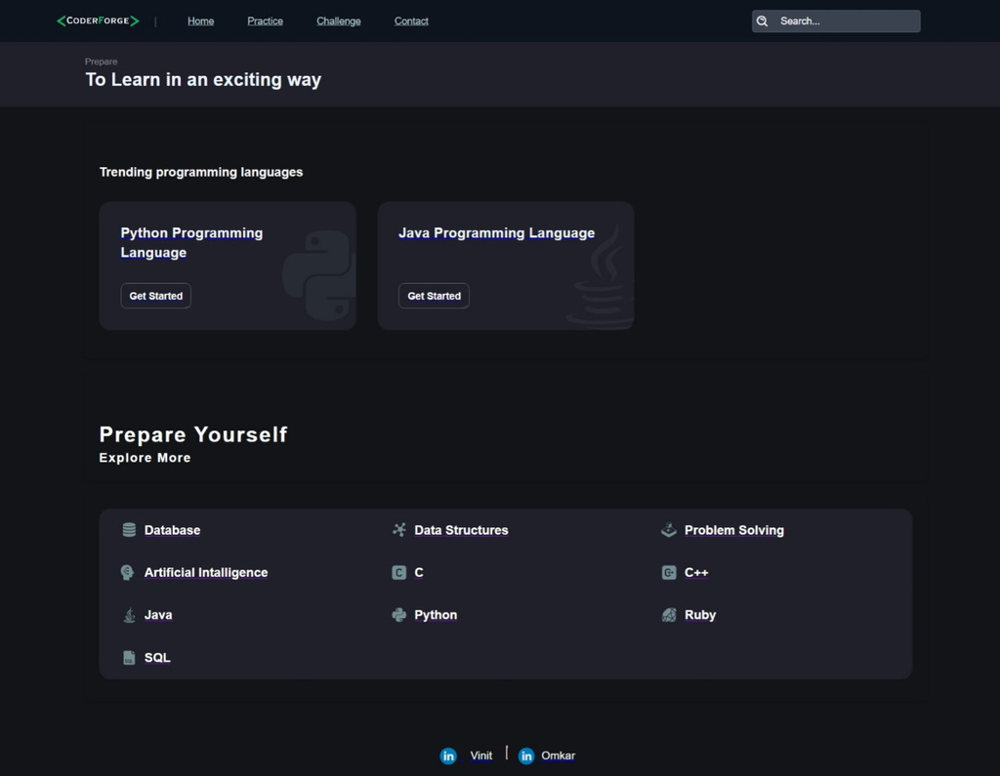 <CODERFORGE> | Home Practice Challenge Contact Search...
Prepare
To Learn in an exciting way
Trending programming languages
Python Programming
Language
Get Started
Java Programming Language
Get Started
Prepare Yourself
Explore More
Database
Data Structures
Problem Solving
Artificial Intalligence
C
C++
Java
Python
Ruby
SQL
in Vinit | in Omkar